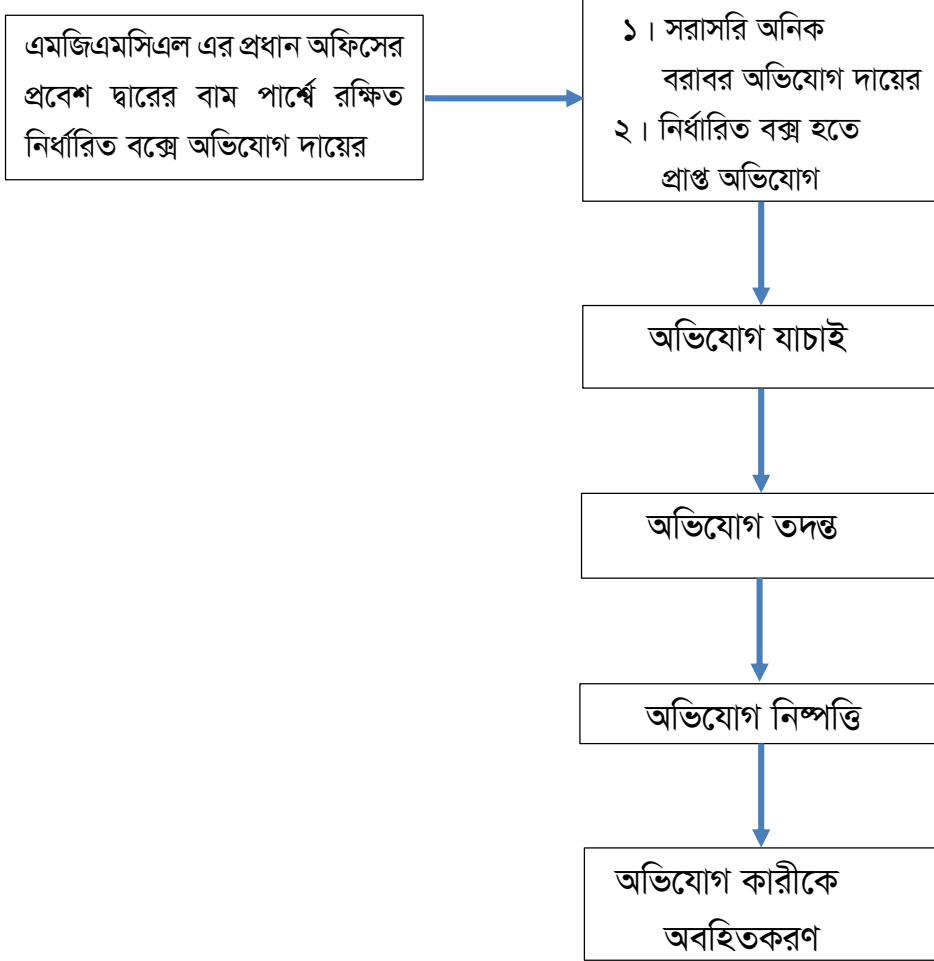 এমজিএমসিএল এর প্রধান অফিসের
প্রবেশ দ্বারের বাম পার্শ্বে রক্ষিত
নির্ধারিত বক্সে অভিযোগ দায়ের
১। সরাসরি অনিক
বরাবর অভিযোগ দায়ের
২। নির্ধারিত বক্স হতে
প্রাপ্ত অভিযোগ
অভিযোগ যাচাই
অভিযোগ তদন্ত
অভিযোগ নিষ্পত্তি
অভিযোগ কারীকে
অবহিতকরণ